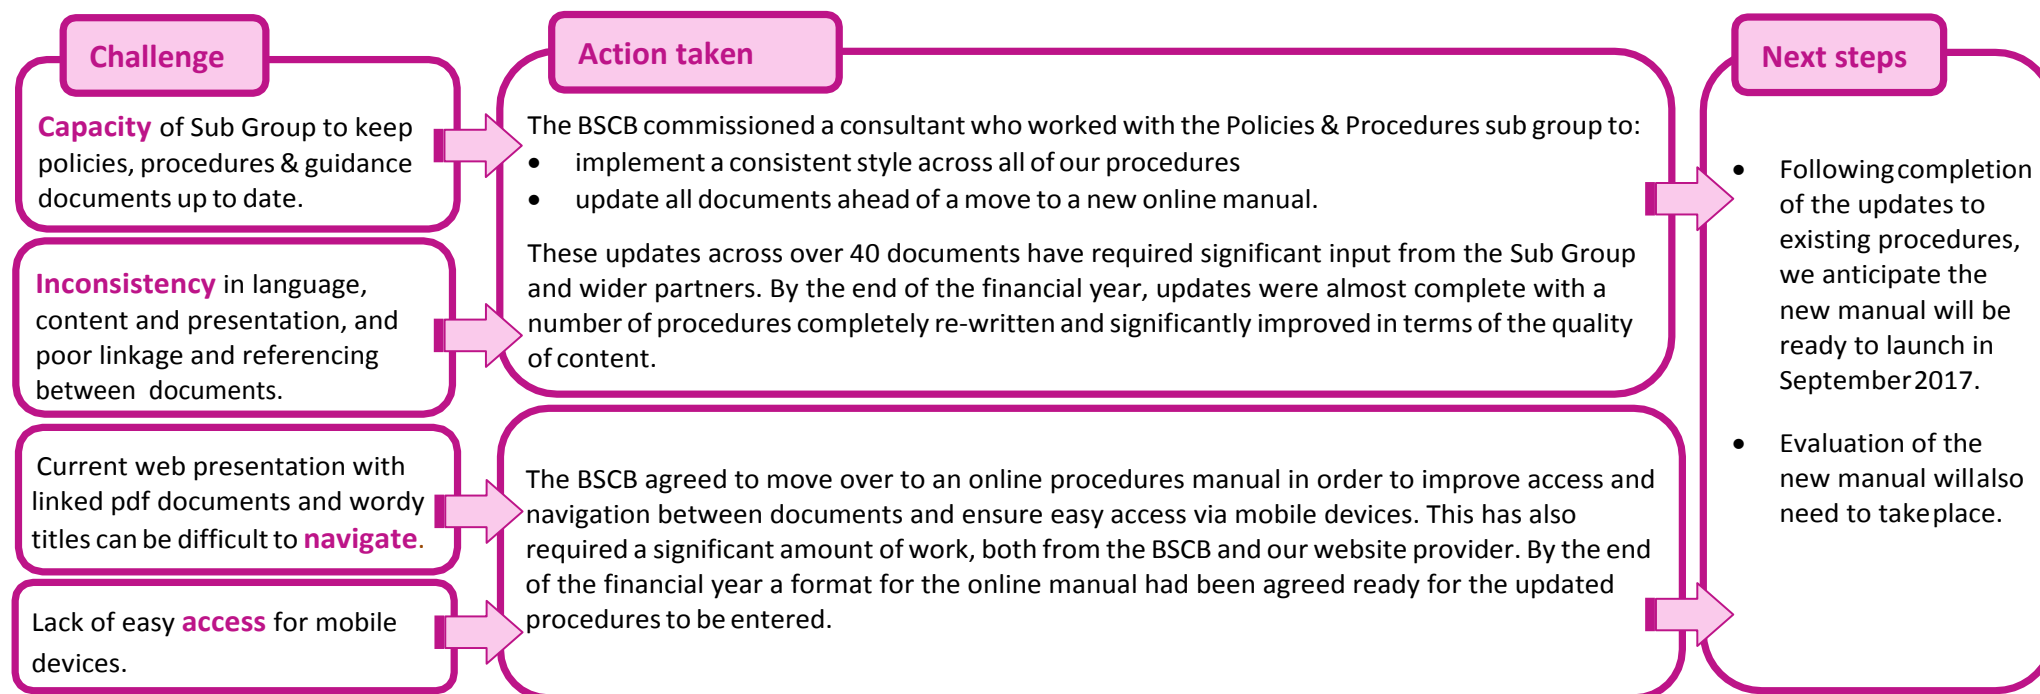 Challenge
Capacity of Sub Group to keep
policies, procedures & guidance
documents up to date.
Inconsistency in language,
content and presentation, and
poor linkage and referencing
between documents.
Current web presentation with
linked pdf documents and wordy
titles can be difficult to navigate.
Lack of easy access for mobile
devices.
Action taken
The BSCB commissioned a consultant who worked with the Policies & Procedures sub group to:
• implement a consistent style across all of our procedures
• update all documents ahead of a move to a new online manual.
These updates across over 40 documents have required significant input from the Sub Group
and wider partners. By the end of the financial year, updates were almost complete with a
number of procedures completely re-written and significantly improved in terms of the quality
of content.
The BSCB agreed to move over to an online procedures manual in order to improve access and
navigation between documents and ensure easy access via mobile devices. This has also
required a significant amount of work, both from the BSCB and our website provider. By the end
of the financial year a format for the online manual had been agreed ready for the updated
procedures to be entered.
Next steps
• Following completion
of the updates to
existing procedures,
we anticipate the
new manual will be
ready to launch in
September 2017.
• Evaluation of the
new manual will also
need to take place.